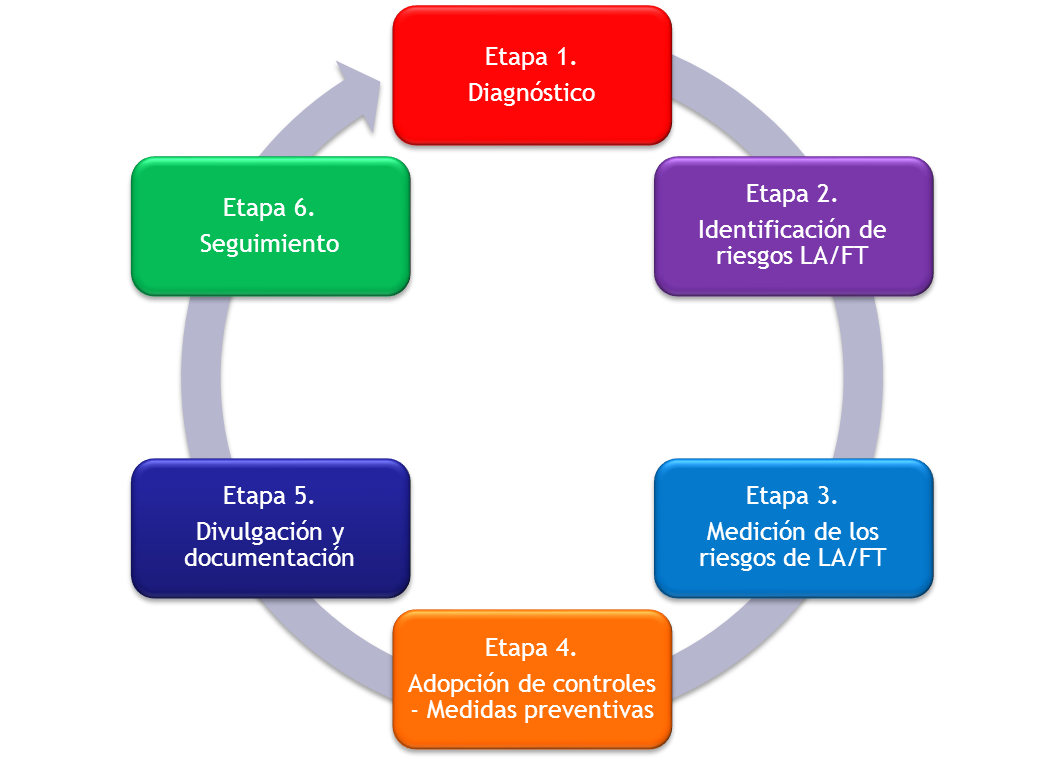 Etapa 1.
Diagnóstico
Etapa 2.
Identificación de
riesgos LA/FT
Etapa 3.
Medición de los
riesgos de LA/FT
Etapa 4.
Adopción de controles
- Medidas preventivas
Etapa 5.
Divulgación y
documentación
Etapa 6.
Seguimiento